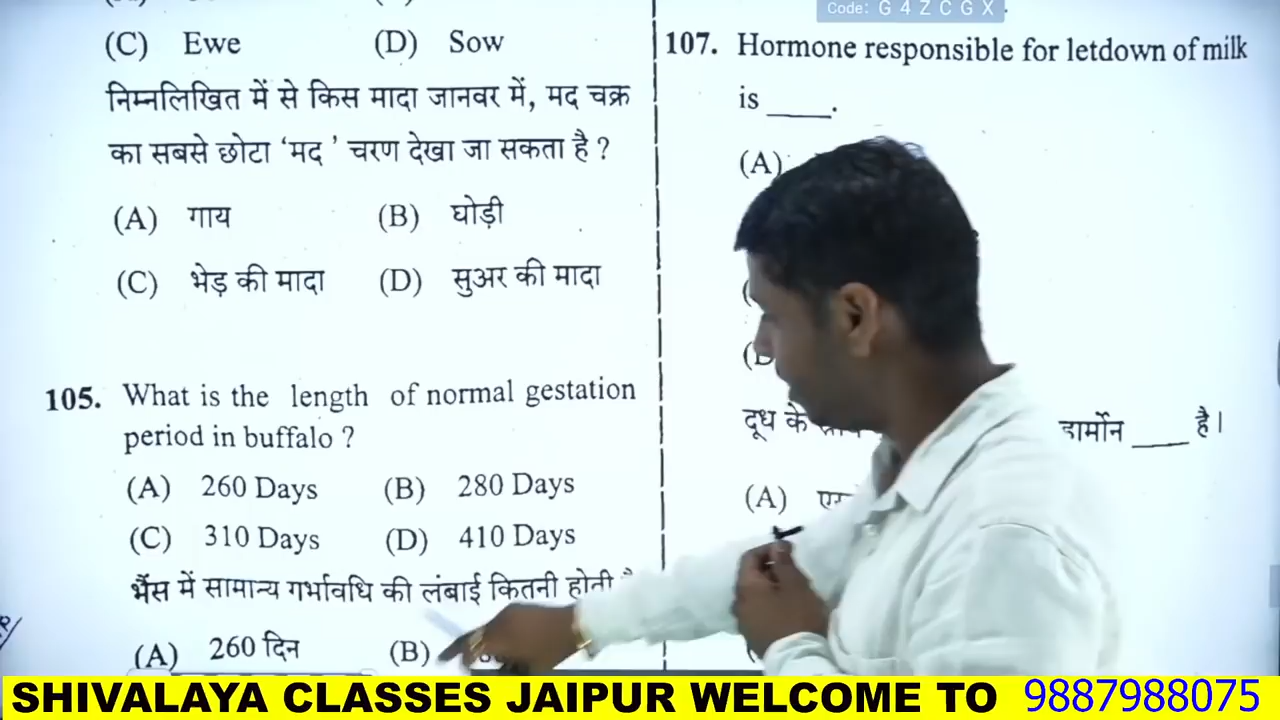 Code: G 4 Z C G X
(C) Ewe (D) Sow
निम्नलिखित में से किस मादा जानवर में, मद चक्र
का सबसे छोटा ‘मद ’ चरण देखा जा सकता है ?
(A) गाय (B) घोड़ी
(C) भेड़ की मादा (D) सुअर की मादा
105. What is the length of normal gestation
period in buffalo ?
(A) 260 Days (B) 280 Days
(C) 310 Days (D) 410 Days
भैंस में सामान्य गर्भावधि की लंबाई कितनी होती
(A) 260 दिन (B)
107. Hormone responsible for letdown of milk
is ____.
(A)
दूध के हार्मोन ____ है।
(A)
SHIVALAYA CLASSES JAIPUR WELCOME TO 9887988075